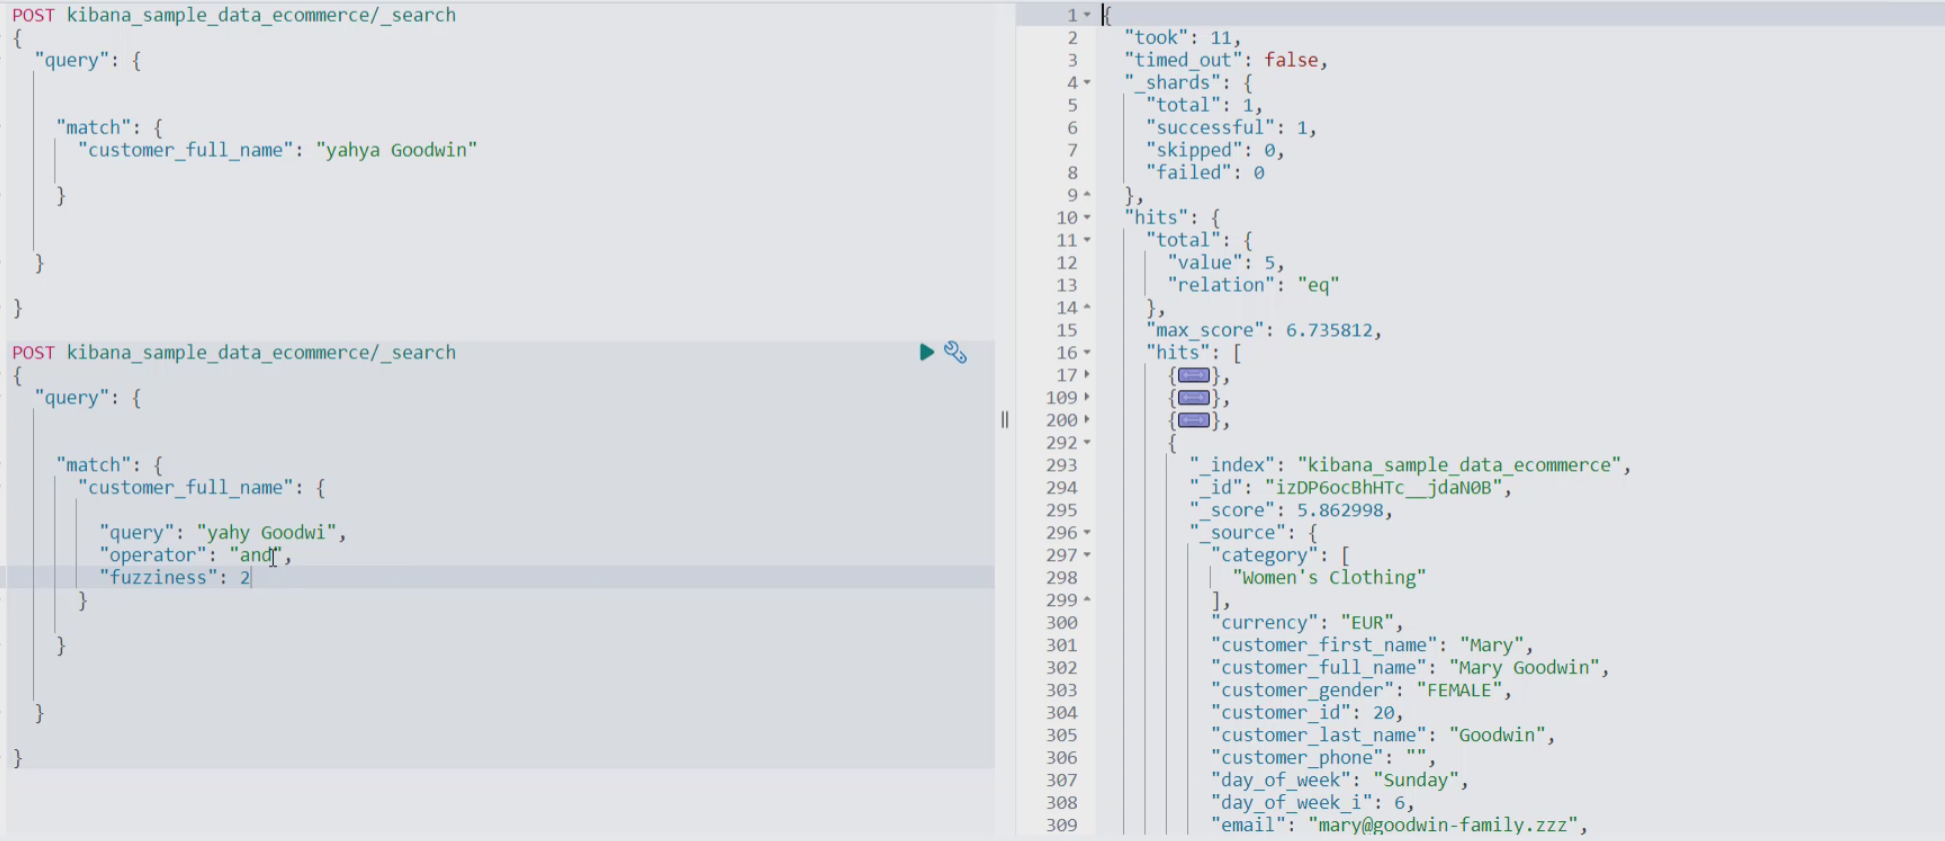 POST kibana_sample_data_ecommerce/_search
{
"query": {
"match": {
"customer_full_name": "yahya Goodwin"
}
}
}
POST kibana_sample_data_ecommerce/_search
{
"query": {
"match": {
"customer_full_name": {
"query": "yahy Goodwi",
"operator": "and",
"fuzziness": 2
}
}
}
}
1 {
2 "took": 11,
3 "timed_out": false,
4 "_shards": {
5 "total": 1,
6 "successful": 1,
7 "skipped": 0,
8 "failed": 0
9 },
10 "hits": {
11 "total": {
12 "value": 5,
13 "relation": "eq"
14 },
15 "max_score": 6.735812,
16 "hits": [
17 {},
109 {},
200 {},
292 {
293 "_index": "kibana_sample_data_ecommerce",
294 "_id": "izDP6ocBhHTc__jdaN0B",
295 "_score": 5.862998,
296 "_source": {
297 "category": [
298 "Women's Clothing"
299 ],
300 "currency": "EUR",
301 "customer_first_name": "Mary",
302 "customer_full_name": "Mary Goodwin",
303 "customer_gender": "FEMALE",
304 "customer_id": 20,
305 "customer_last_name": "Goodwin",
306 "customer_phone": "",
307 "day_of_week": "Sunday",
308 "day_of_week_i": 6,
309 "email": "mary@goodwin-family.zzz",